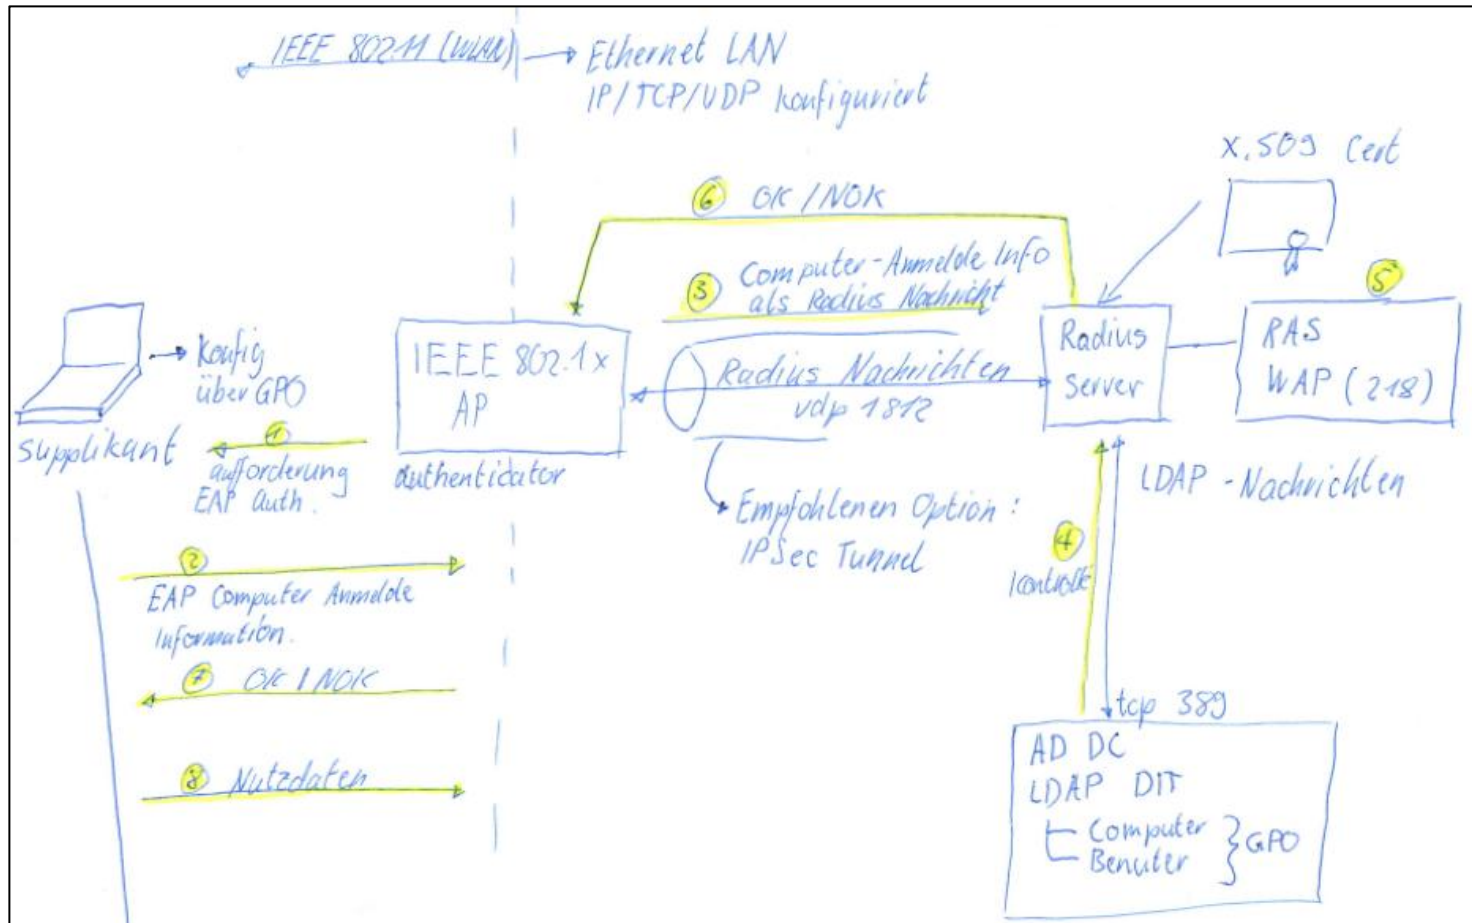 IEEE 802.11 (WLAN)
Ethernet LAN
IP/TCP/UDP konfiguriert
X.509 Cert
6 OK / NOK
3 Computer-Anmelde Info
als Radius Nachricht
5
Konfig
über GPO
IEEE 802.1x
AP
Radius Nachrichten
udp 1812
Radius
Server
RAS
WAP (218)
Supplikant
1
aufforderung
EAP Auth.
authenticator
LDAP - Nachrichten
Empfohlenen Option:
IPSec Tunnel
4
Kontrolle
2
EAP Computer Anmelde
Information.
7 OK / NOK
8 Nutzdaten
tcp 389
AD DC
LDAP DIT
Computer
Benuter
GPO